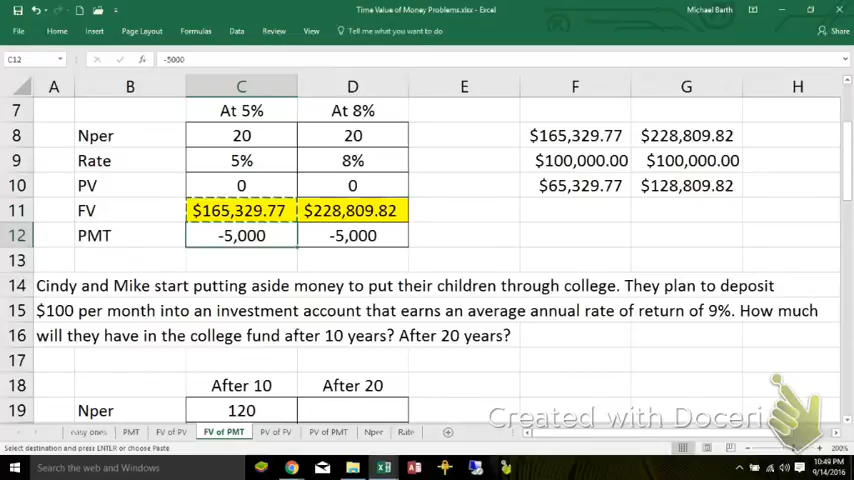 Time Value of Money Problems.xlsx - Excel
Michael Barth
File Home Insert Page Layout Formulas Data Review View Tell me what you want to do Share
C12 fx -5000
A B C D E F G H
7 At 5% At 8%
8 Nper 20 20 $165,329.77 $228,809.82
9 Rate 5% 8% $100,000.00 $100,000.00
10 PV 0 0 $65,329.77 $128,809.82
11 FV $165,329.77 $228,809.82
12 PMT -5,000 -5,000
13
14 Cindy and Mike start putting aside money to put their children through college. They plan to deposit
15 $100 per month into an investment account that earns an average annual rate of return of 9%. How much
16 will they have in the college fund after 10 years? After 20 years?
17
18 After 10 After 20
19 Nper 120
Created with Doceri
easy ones PMT FV of PV FV of PMT PV of FV PV of PMT Nper Rate
Select destination and press ENTER or choose Paste
200%
Search the web and Windows
10:49 PM
9/14/2016